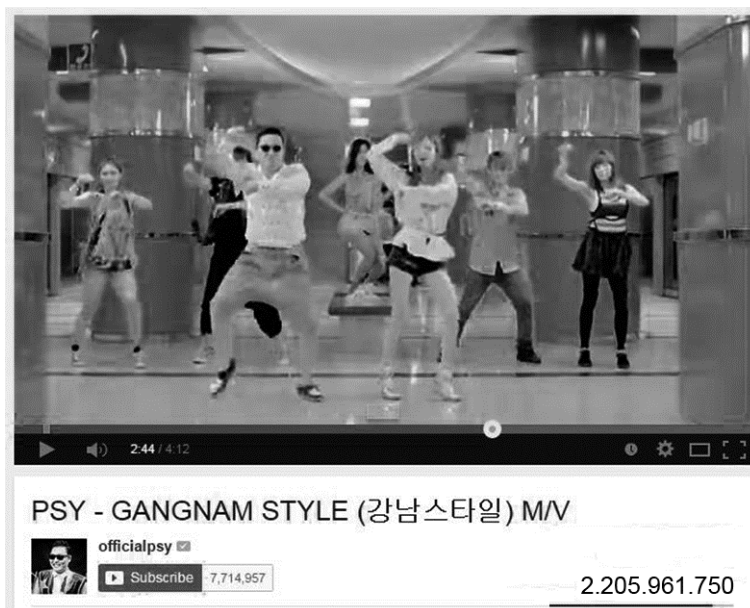 2:44 / 4:12
PSY - GANGNAM STYLE (강남스타일) M/V
officialpsy
Subscribe 7,714,957
2.205.961.750